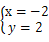 {x = −2
y = 2